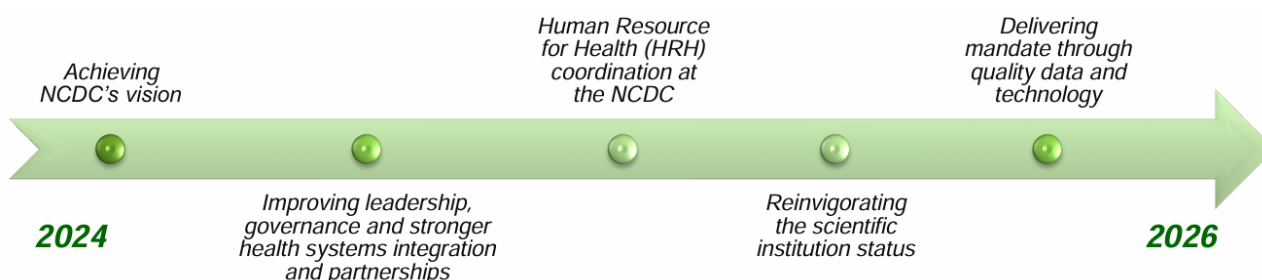 Achieving
NCDC's vision
Improving leadership,
governance and stronger
health systems integration
and partnerships
Human Resource
for Health (HRH)
coordination at
the NCDC
Reinvigorating
the scientific
institution status
Delivering
mandate through
quality data and
technology
2024
2026